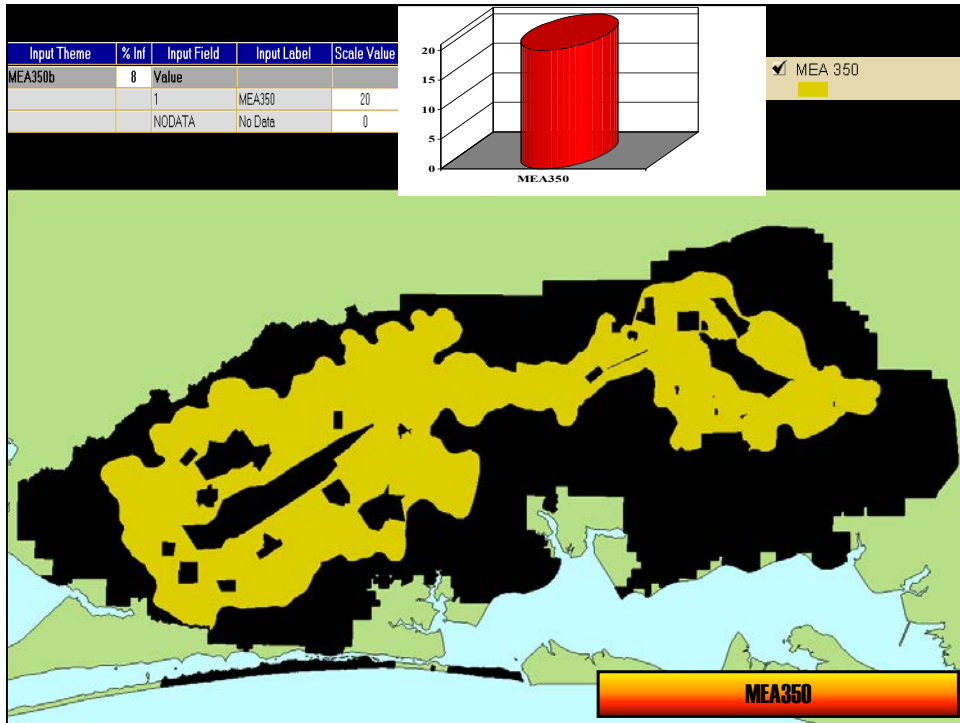 Input Theme % Inf Input Field Input Label Scale Value
MEA350b 8 Value
1 MEA350 20
NODATA No Data 0
20
15
10
5
0
MEA350
MEA 350
MEA350